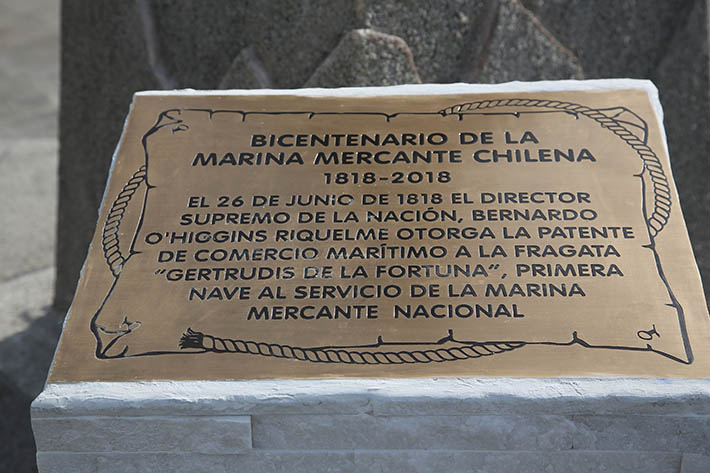 BICENTENARIO DE LA
MARINA MERCANTE CHILENA
1818-2018
EL 26 DE JUNIO DE 1818 EL DIRECTOR
SUPREMO DE LA NACIÓN, BERNARDO
O'HIGGINS RIQUELME OTORGA LA PATENTE
DE COMERCIO MARÍTIMO A LA FRAGATA
"GERTRUDIS DE LA FORTUNA", PRIMERA
NAVE AL SERVICIO DE LA MARINA
MERCANTE NACIONAL